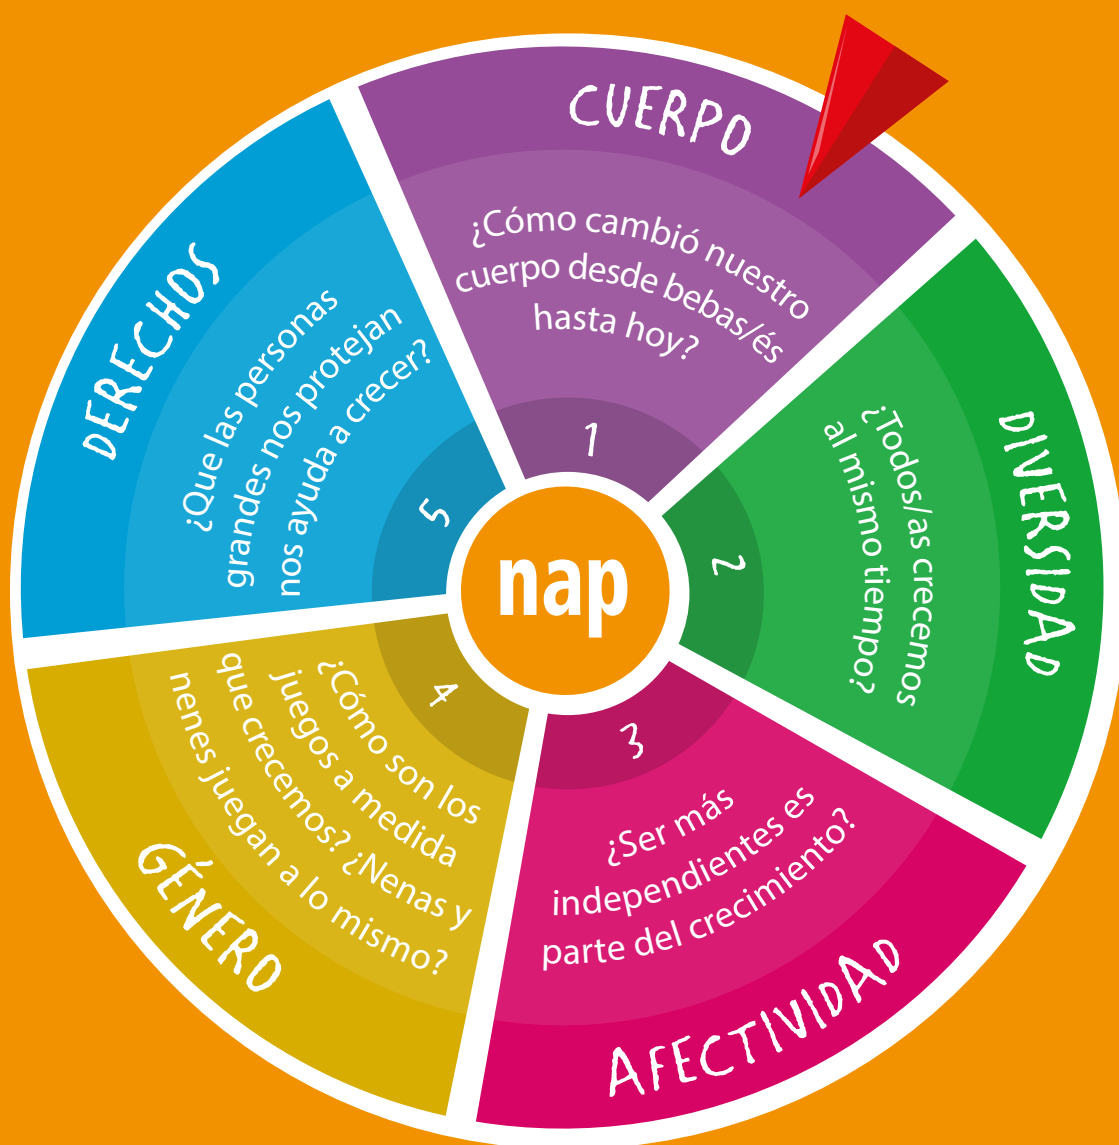 CUERPO
¿Cómo cambió nuestro
cuerpo desde bebas/és
hasta hoy?
1
DIVERSIDAD
¿Todos/as crecemos
al mismo tiempo?
2
AFECTIVIDAD
¿Ser más
independientes es
parte del crecimiento?
3
GÉNERO
¿Cómo son los
juegos a medida
que crecemos? ¿Nenas y
nenes juegan a lo mismo?
4
DERECHOS
¿Que las personas
grandes nos protejan
nos ayuda a crecer?
5
nap